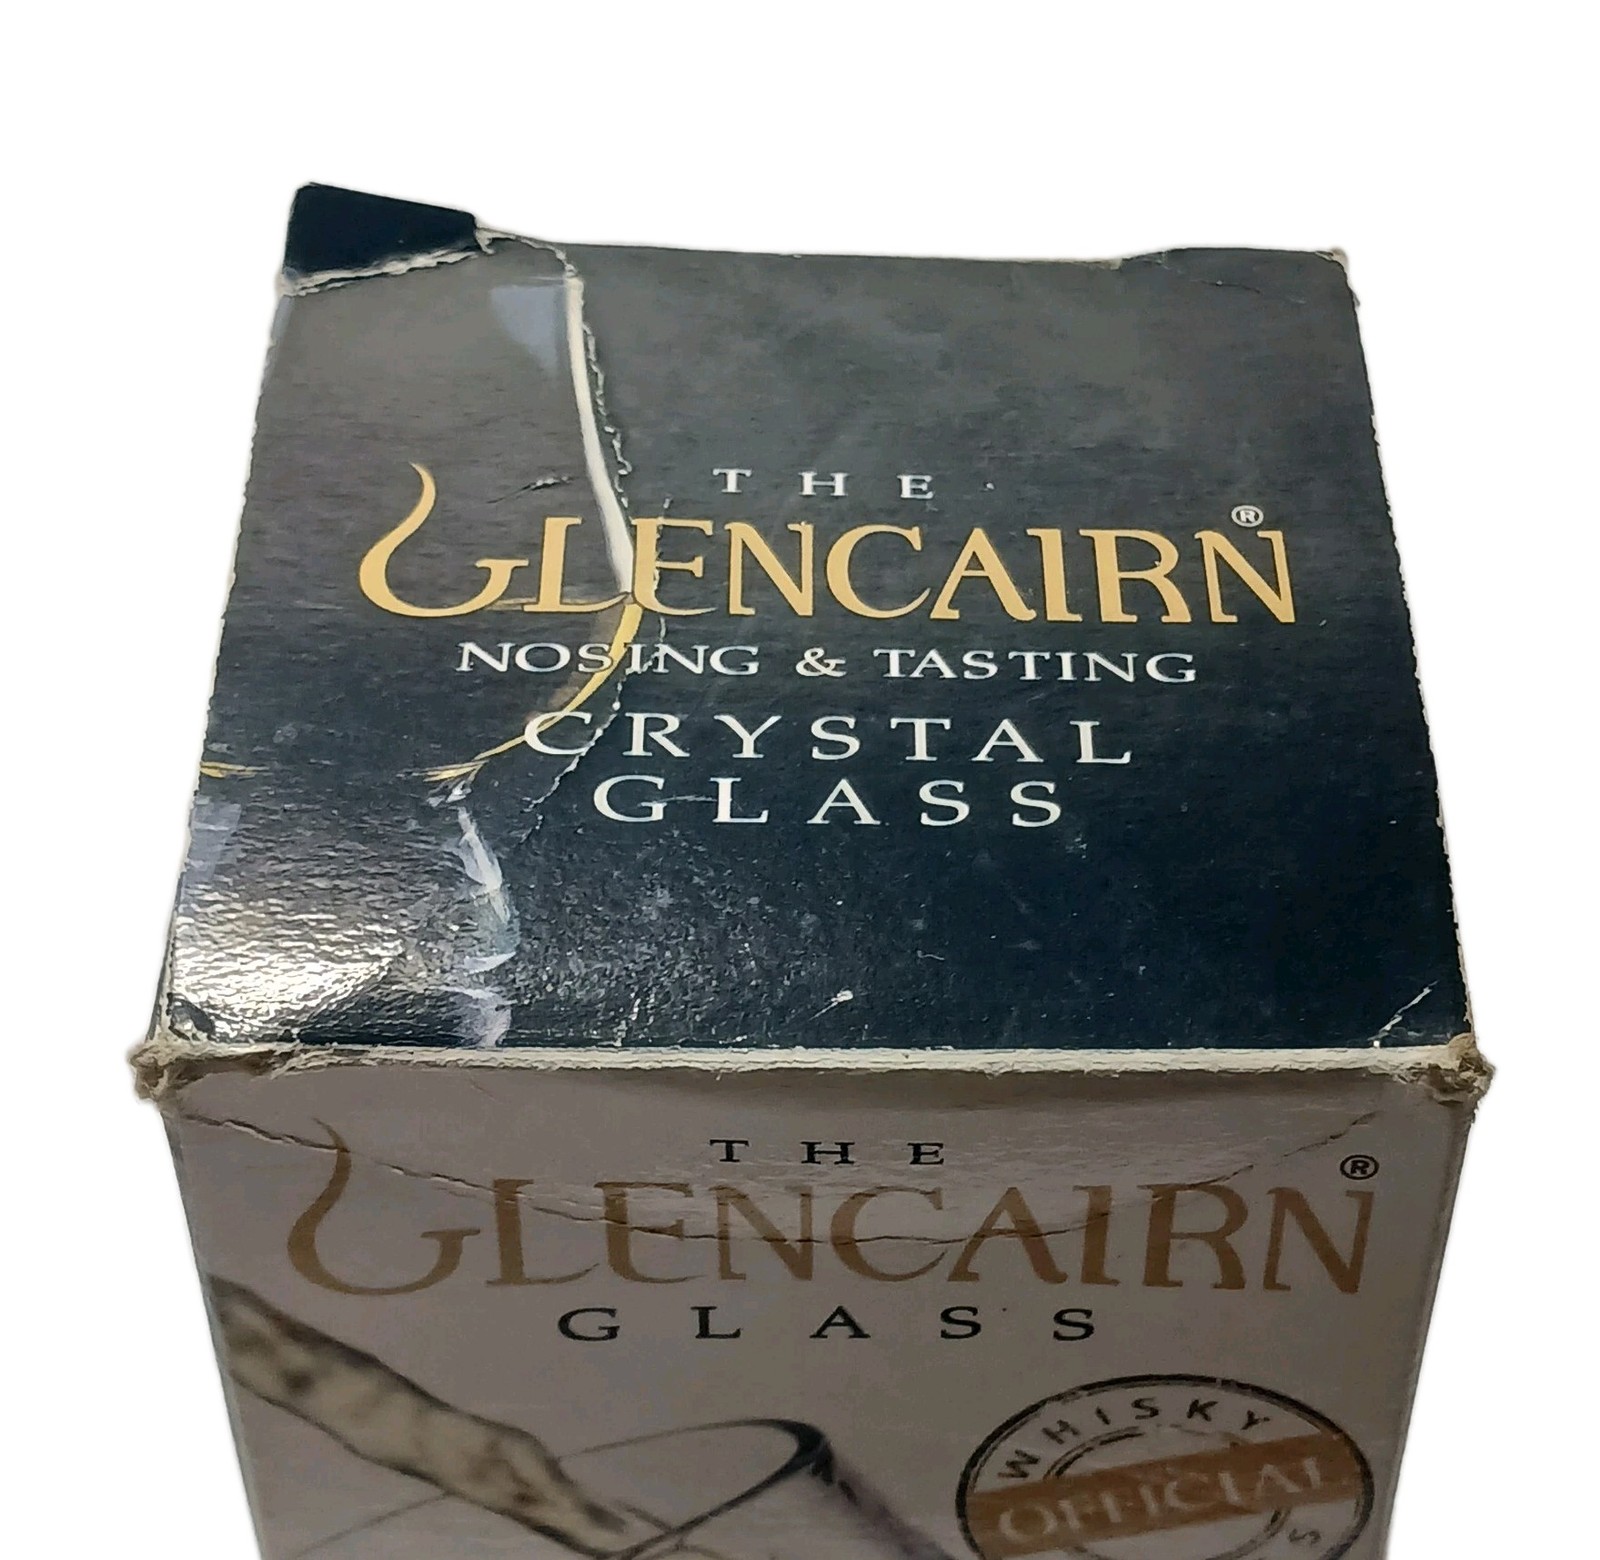 THE
GLENCAIRN®
NOSING & TASTING
CRYSTAL
GLASS
THE
GLENCAIRN®
GLASS
WHISKY
OFFICIAL